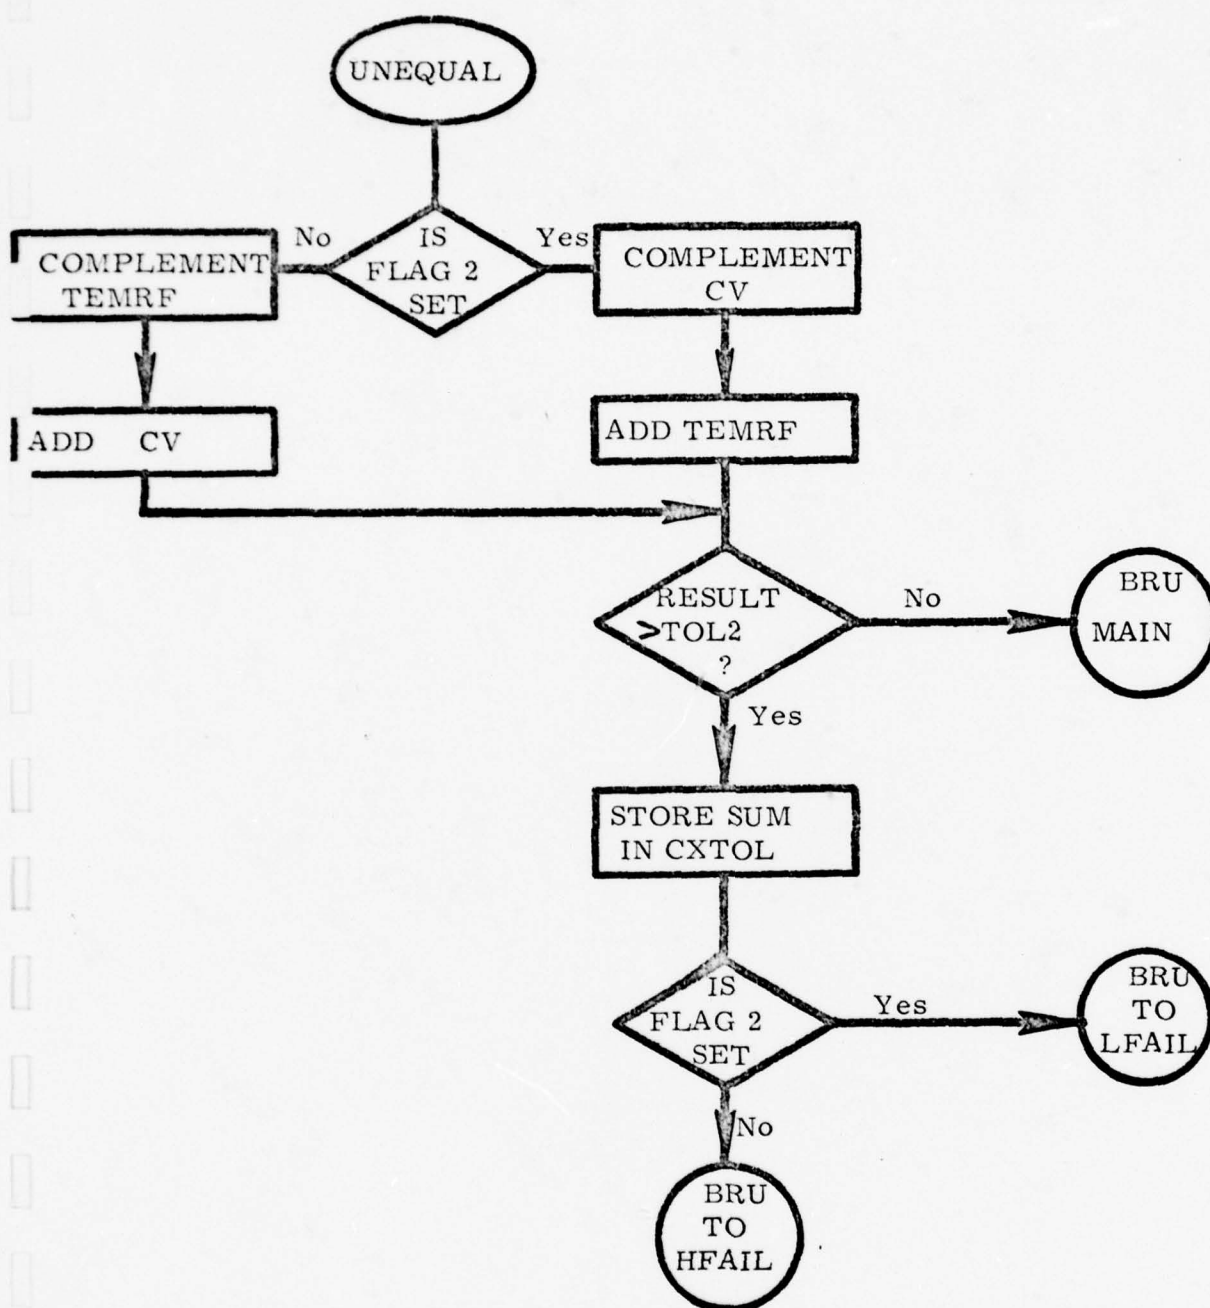 UNEQUAL
No
IS
FLAG 2
SET
Yes
COMPLEMENT
TEMRF
COMPLEMENT
CV
ADD CV
ADD TEMRF
RESULT
>TOL2
?
No
BRU
MAIN
Yes
STORE SUM
IN CXTOL
IS
FLAG 2
SET
Yes
BRU
TO
LFAIL
No
BRU
TO
HFAIL